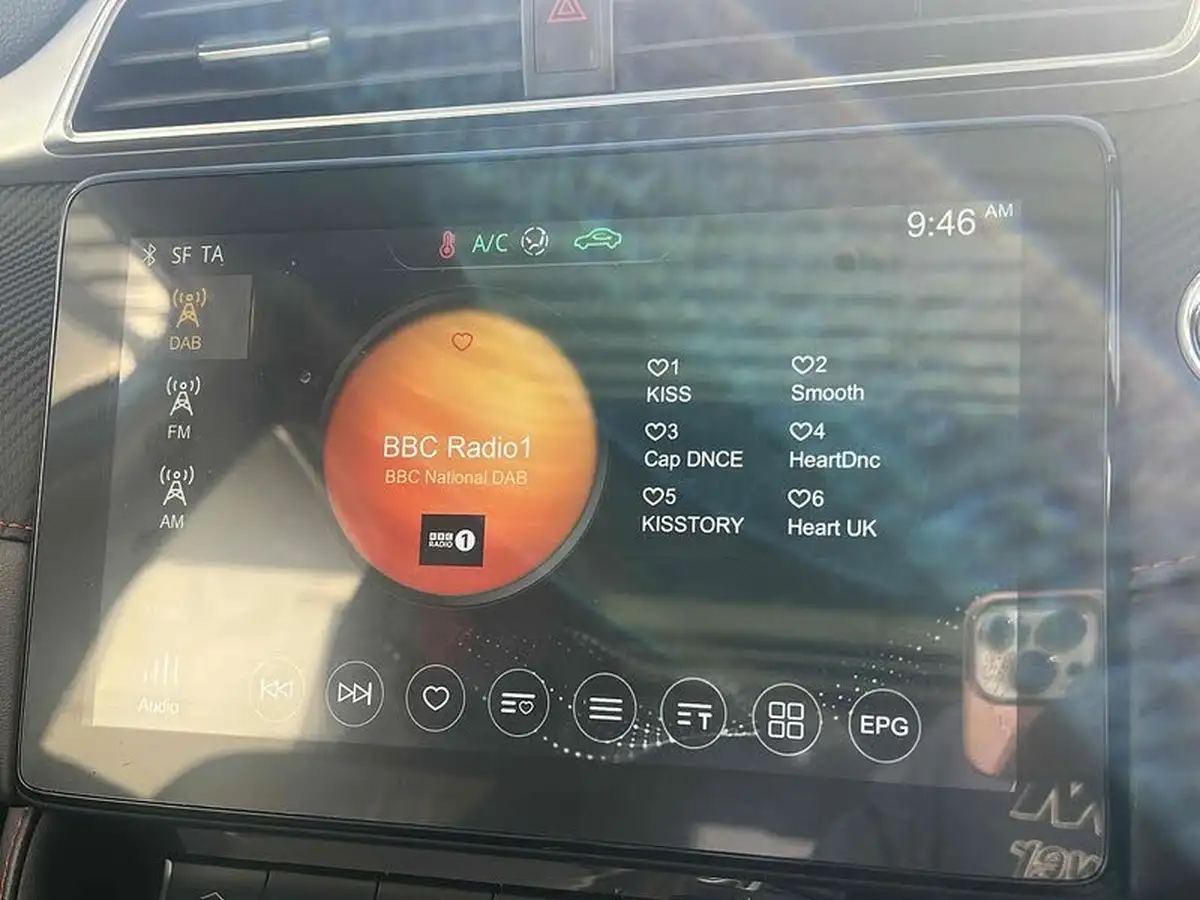 9:46 AM
SF TA
A/C
DAB
FM
AM
Audio
BBC Radio1
BBC National DAB
BBC
RADIO 1
1
KISS
2
Smooth
3
Cap DNCE
4
HeartDnc
5
KISSTORY
6
Heart UK
T
EPG